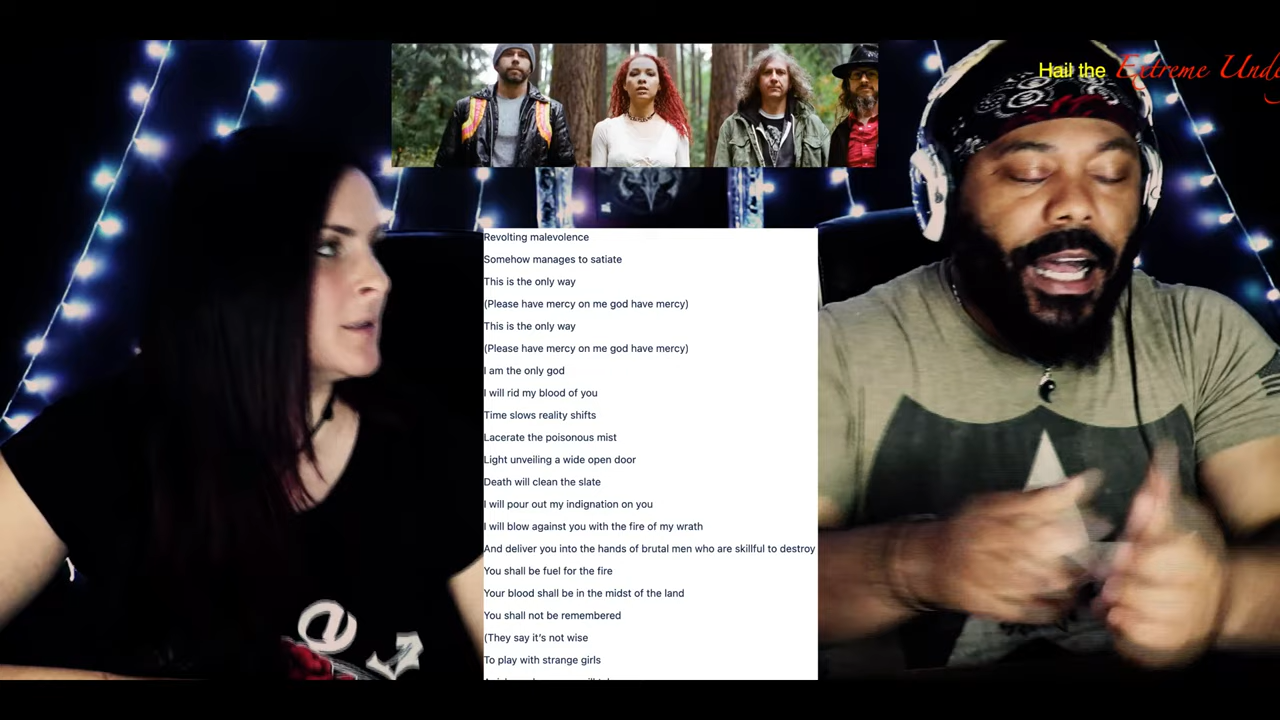 Hail the Extreme
Revolting malevolence
Somehow manages to satiate
This is the only way
(Please have mercy on me god have mercy)
This is the only way
(Please have mercy on me god have mercy)
I am the only god
I will rid my blood of you
Time slows reality shifts
Lacerate the poisonous mist
Light unveiling a wide open door
Death will clean the slate
I will pour out my indignation on you
I will blow against you with the fire of my wrath
And deliver you into the hands of brutal men who are skillful to destroy
You shall be fuel for the fire
Your blood shall be in the midst of the land
You shall not be remembered
(They say it's not wise
To play with strange girls